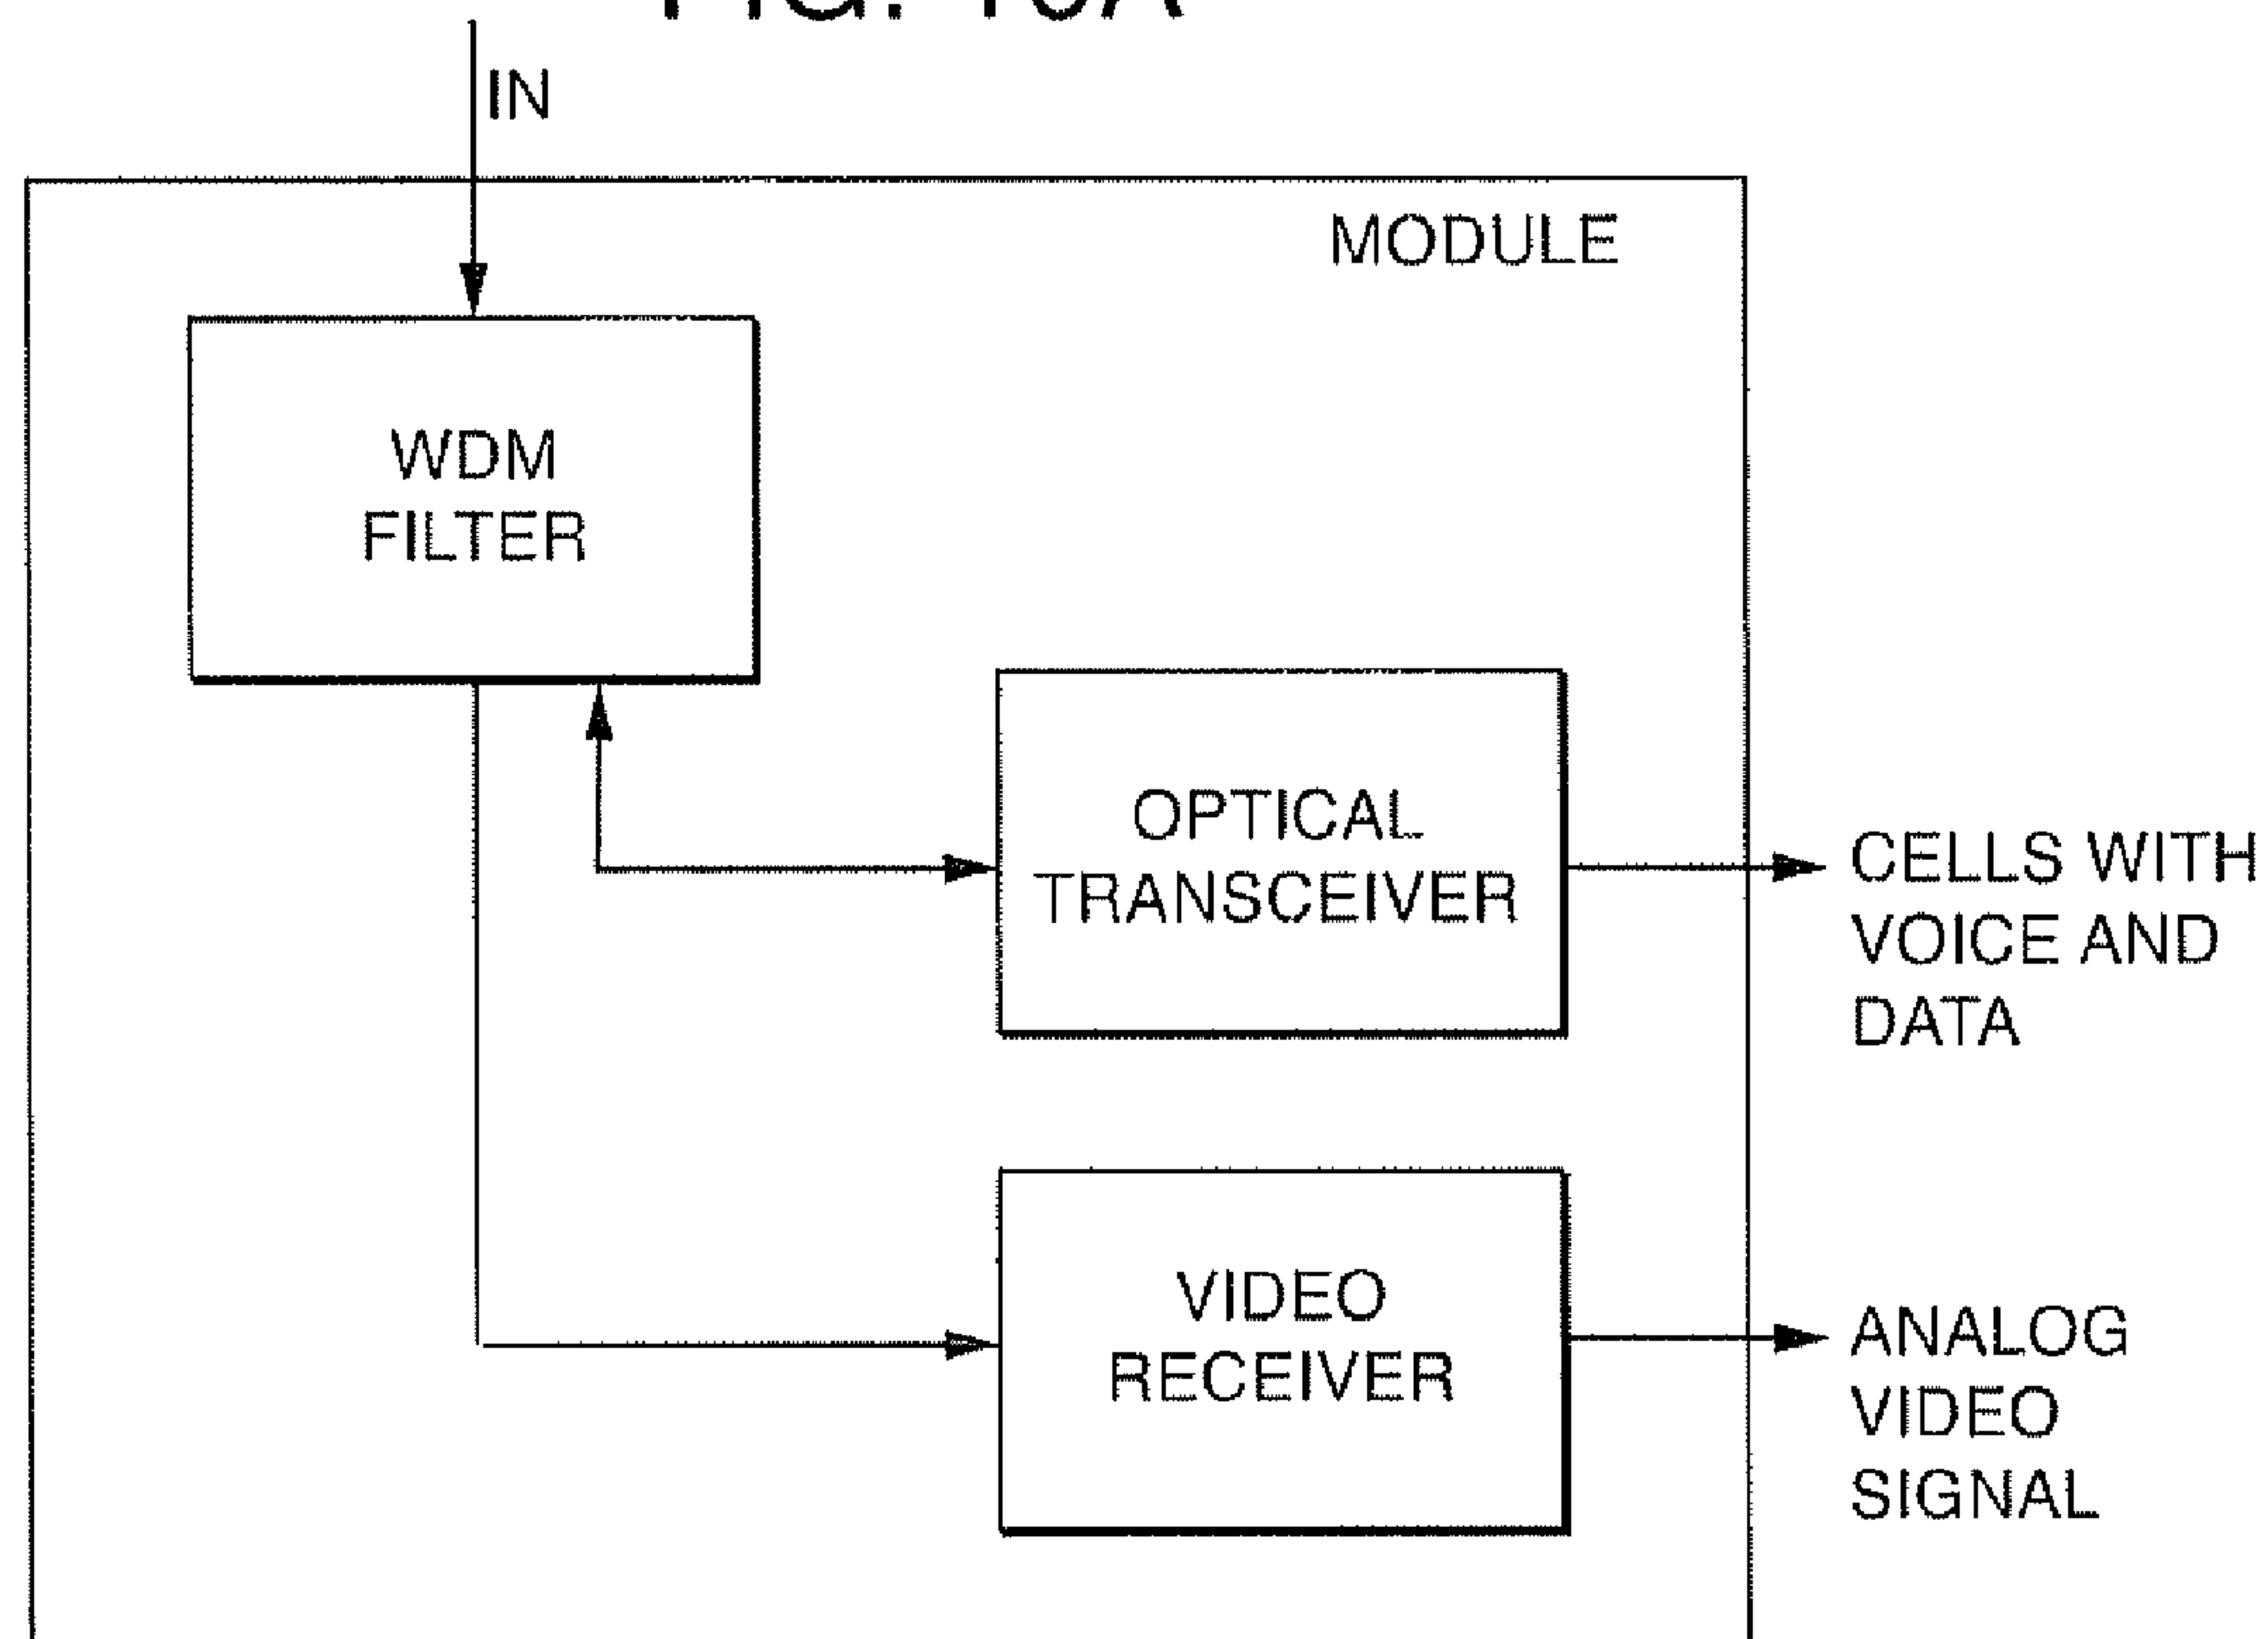 IN
MODULE
WDM
FILTER
OPTICAL
TRANSCEIVER
CELLS WITH
VOICE AND
DATA
VIDEO
RECEIVER
ANALOG
VIDEO
SIGNAL